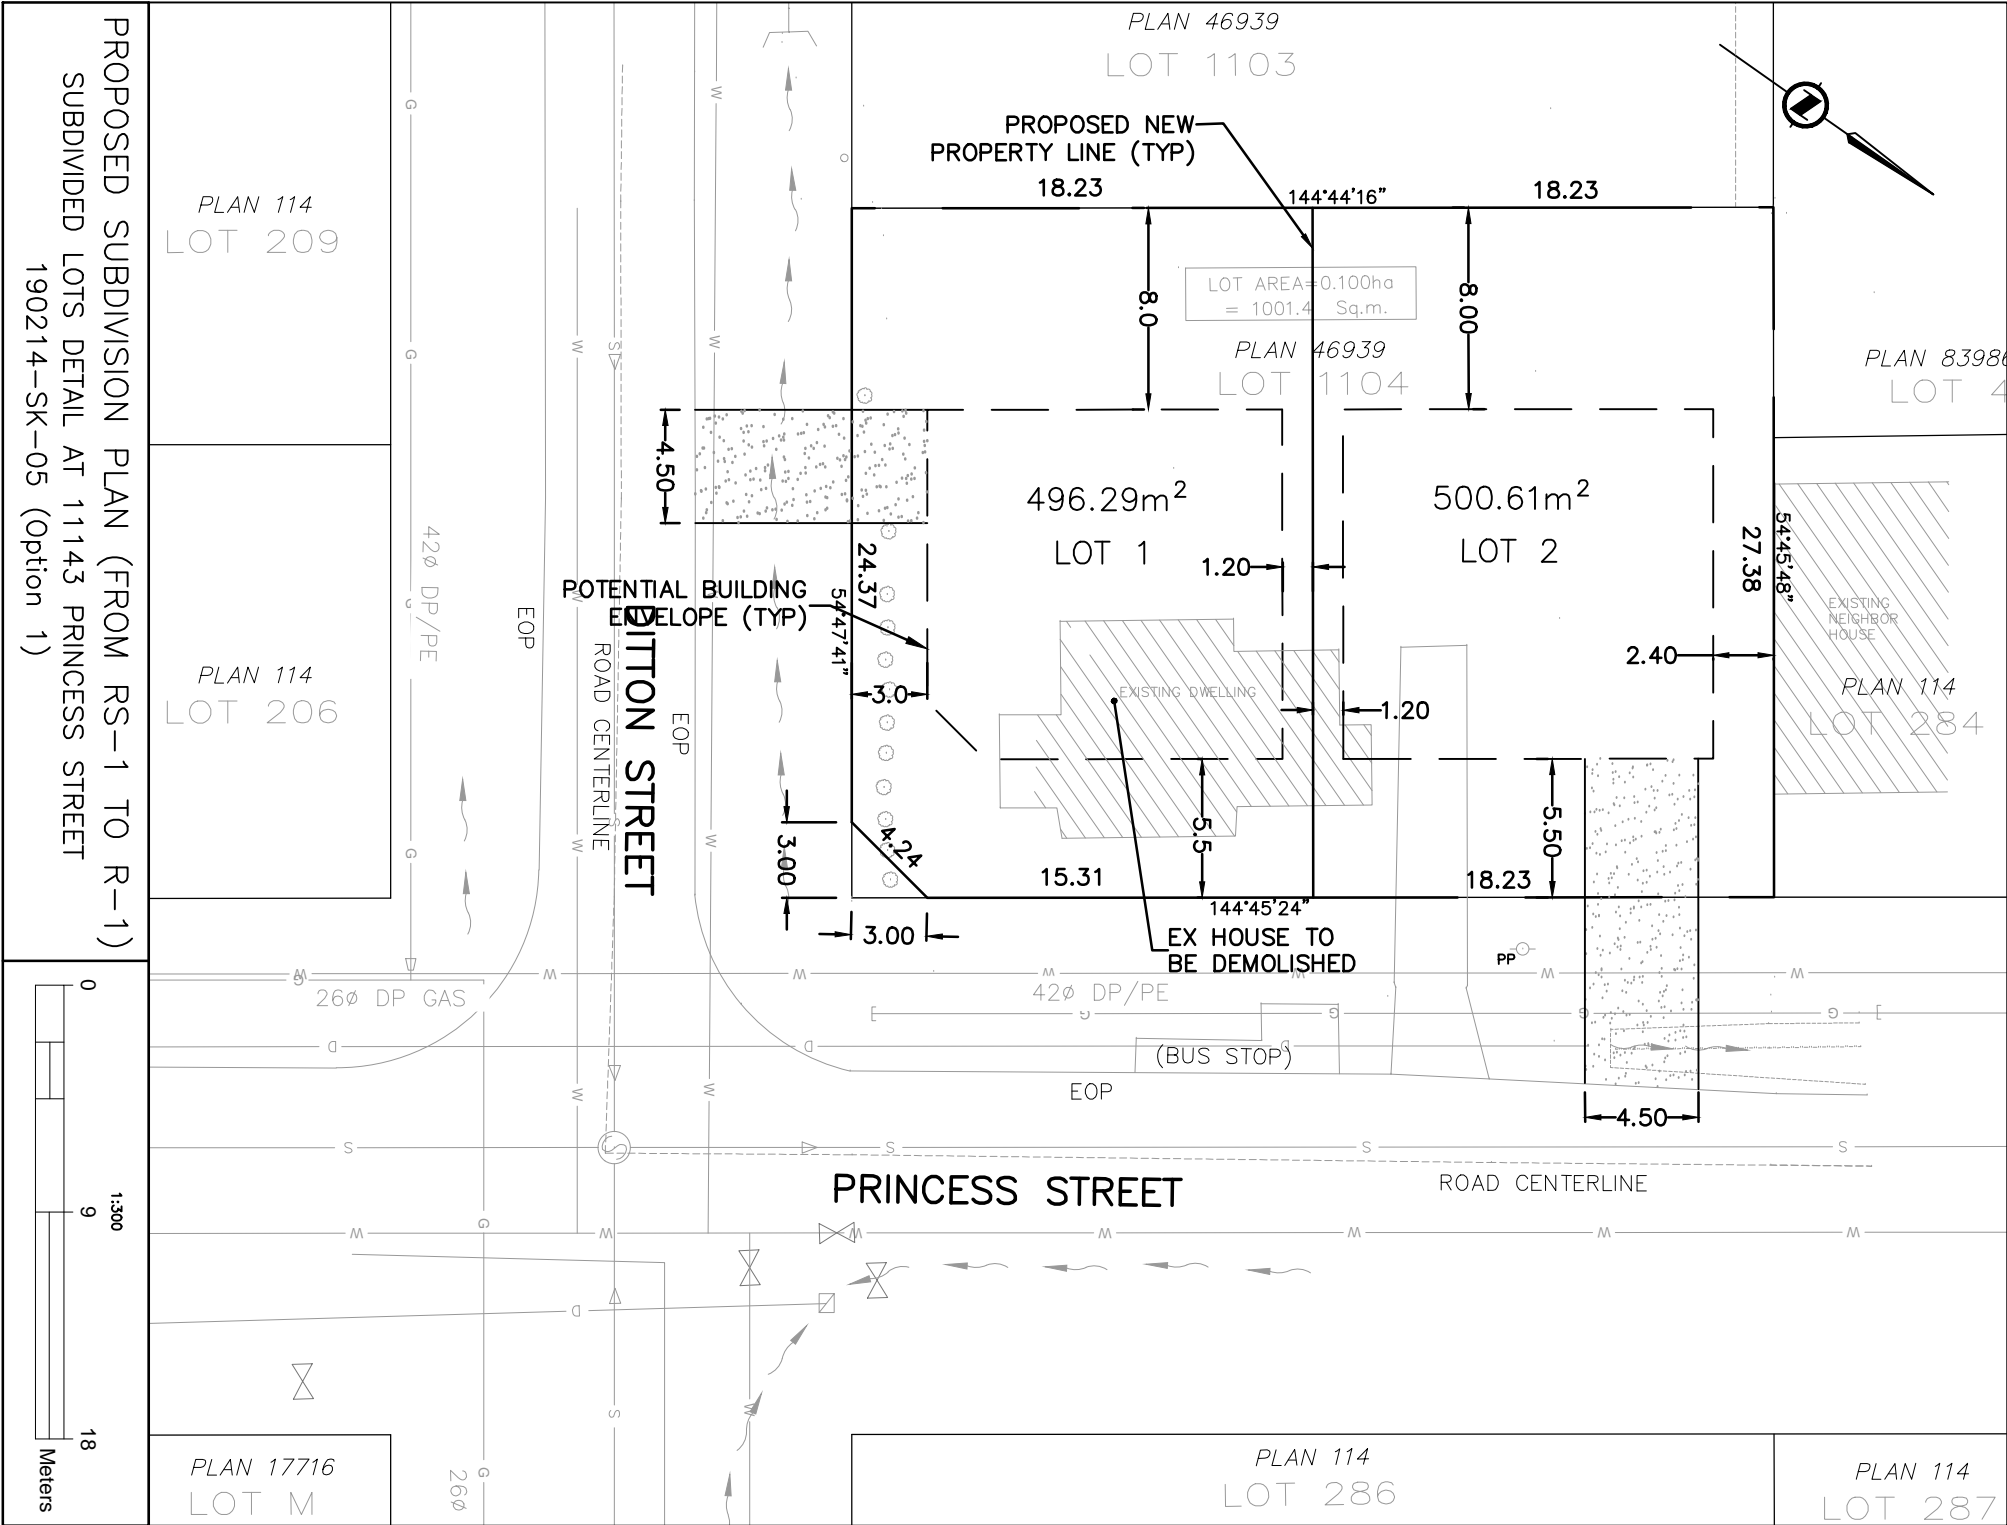 PROPOSED SUBDIVISION PLAN (FROM RS-1 TO R-1)
SUBDIVIDED LOTS DETAIL AT 11143 PRINCESS STREET
190214-SK-05 (Option 1)
0
9
18
Meters
1:300
PLAN 46939
LOT 1103
PROPOSED NEW
PROPERTY LINE (TYP)
18.23
144°44'16"
18.23
PLAN 114
LOT 209
8.0
8.00
LOT AREA=0.100ha
= 1001.4 Sq.m.
PLAN 46939
LOT 1104
PLAN 8398
LOT 4
4.50
496.29m²
LOT 1
500.61m²
LOT 2
1.20
24.37
54°47'41"
27.38
54°45'48"
42ø DP/PE
EOP
POTENTIAL BUILDING
ENVELOPE (TYP)
DITTON STREET
ROAD CENTERLINE
EOP
EXISTING
NEIGHBOR
HOUSE
2.40
PLAN 114
LOT 206
3.0
EXISTING DWELLING
1.20
PLAN 114
LOT 284
3.00
4.24
5.5
5.50
15.31
18.23
144°45'24"
3.00
EX HOUSE TO
BE DEMOLISHED
PP
26ø DP GAS
42ø DP/PE
(BUS STOP)
EOP
4.50
PRINCESS STREET
ROAD CENTERLINE
G
G
G
G
W
W
W
W
W
W
W
S
S
W
W
W
W
W
W
W
G
G
G
G
G
D
D
D
S
S
S
S
S
W
W
W
W
W
W
W
G
D
S
W
G
PLAN 17716
LOT M
26ø
PLAN 114
LOT 286
PLAN 114
LOT 287